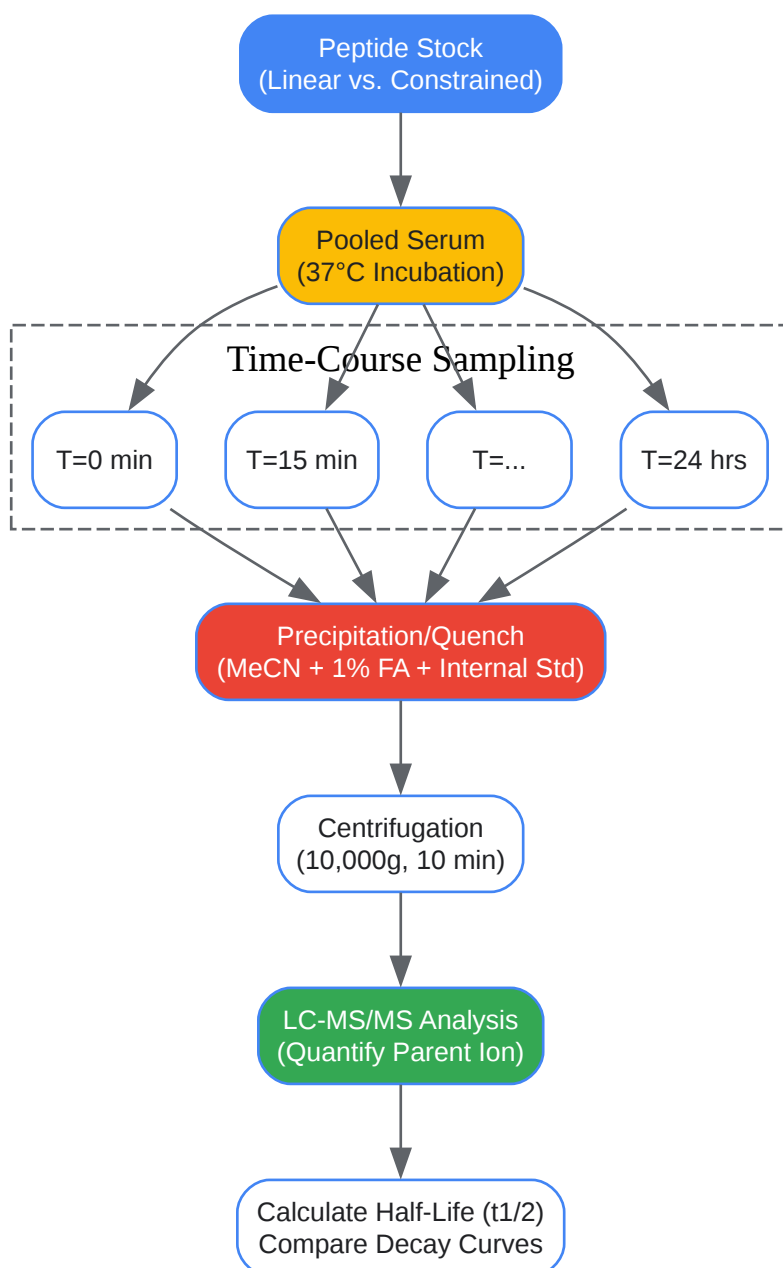 Peptide Stock
(Linear vs. Constrained)
Pooled Serum
(37°C Incubation)
Time-Course Sampling
T=0 min
T=15 min
T=...
T=24 hrs
Precipitation/Quench
(MeCN + 1% FA + Internal Std)
Centrifugation
(10,000g, 10 min)
LC-MS/MS Analysis
(Quantify Parent Ion)
Calculate Half-Life (t1/2)
Compare Decay Curves